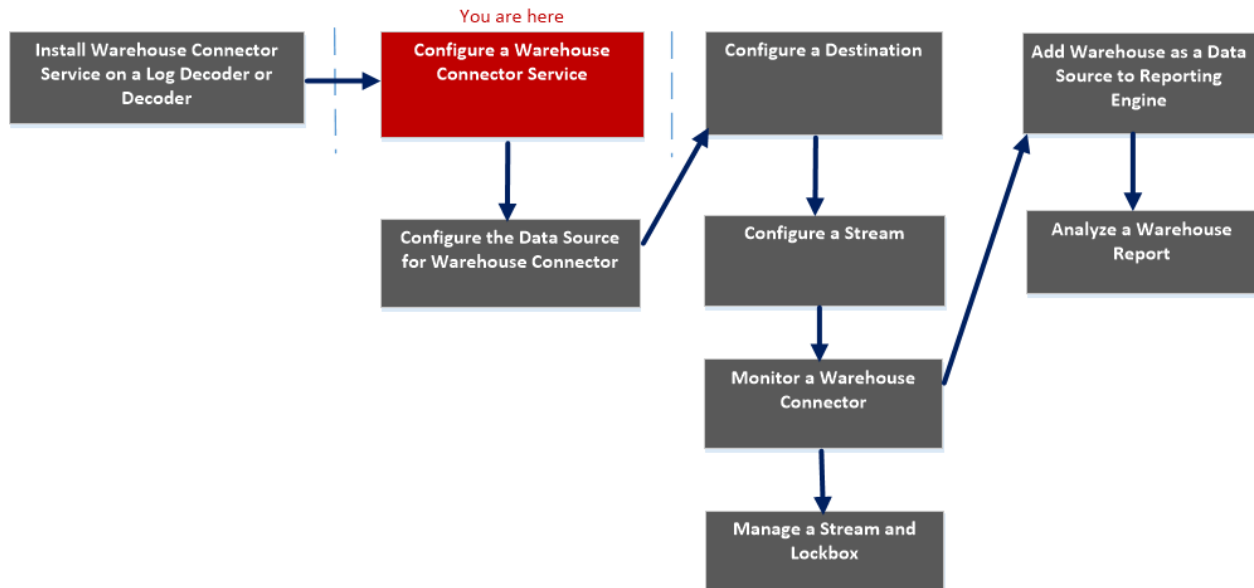 You are here
Install Warehouse Connector
Service on a Log Decoder or
Decoder
Configure a Warehouse
Connector Service
Configure the Data Source
for Warehouse Connector
Configure a Destination
Configure a Stream
Monitor a Warehouse
Connector
Manage a Stream and
Lockbox
Add Warehouse as a Data
Source to Reporting
Engine
Analyze a Warehouse
Report